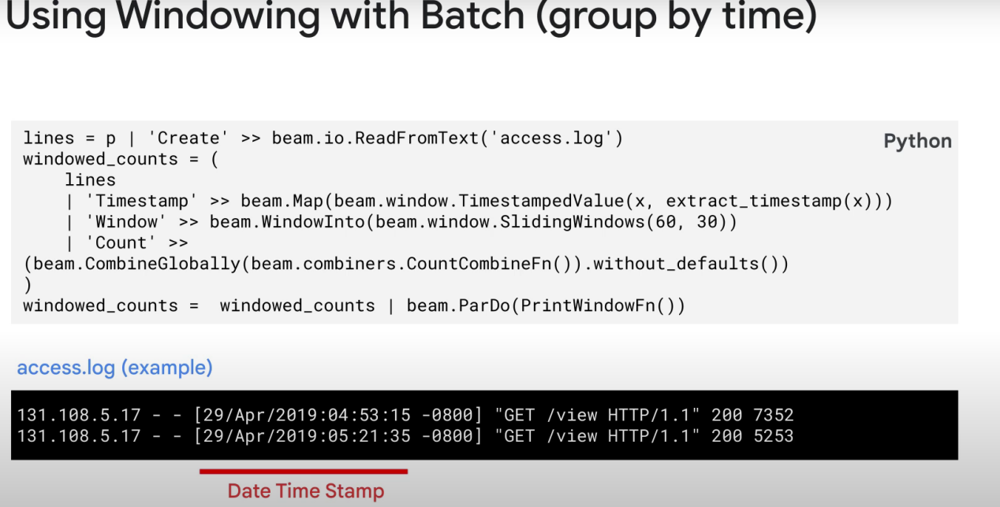 Using Windowing with Batch (group by time)
lines = p | 'Create' >> beam.io.ReadFromText('access.log')
Python
windowed_counts = (
lines
| 'Timestamp' >> beam.Map(beam.window.TimestampedValue(x, extract_timestamp(x)))
| 'Window' >> beam.WindowInto(beam.window.SlidingWindows(60, 30))
| 'Count' >>
(beam.CombineGlobally(beam.combiners.CountCombineFn()).without_defaults())
)
windowed_counts =  windowed_counts | beam.ParDo(PrintWindowFn())
access.log (example)
131.108.5.17 - - [29/Apr/2019:04:53:15 -0800] "GET /view HTTP/1.1" 200 7352
131.108.5.17 - - [29/Apr/2019:05:21:35 -0800] "GET /view HTTP/1.1" 200 5253
Date Time Stamp